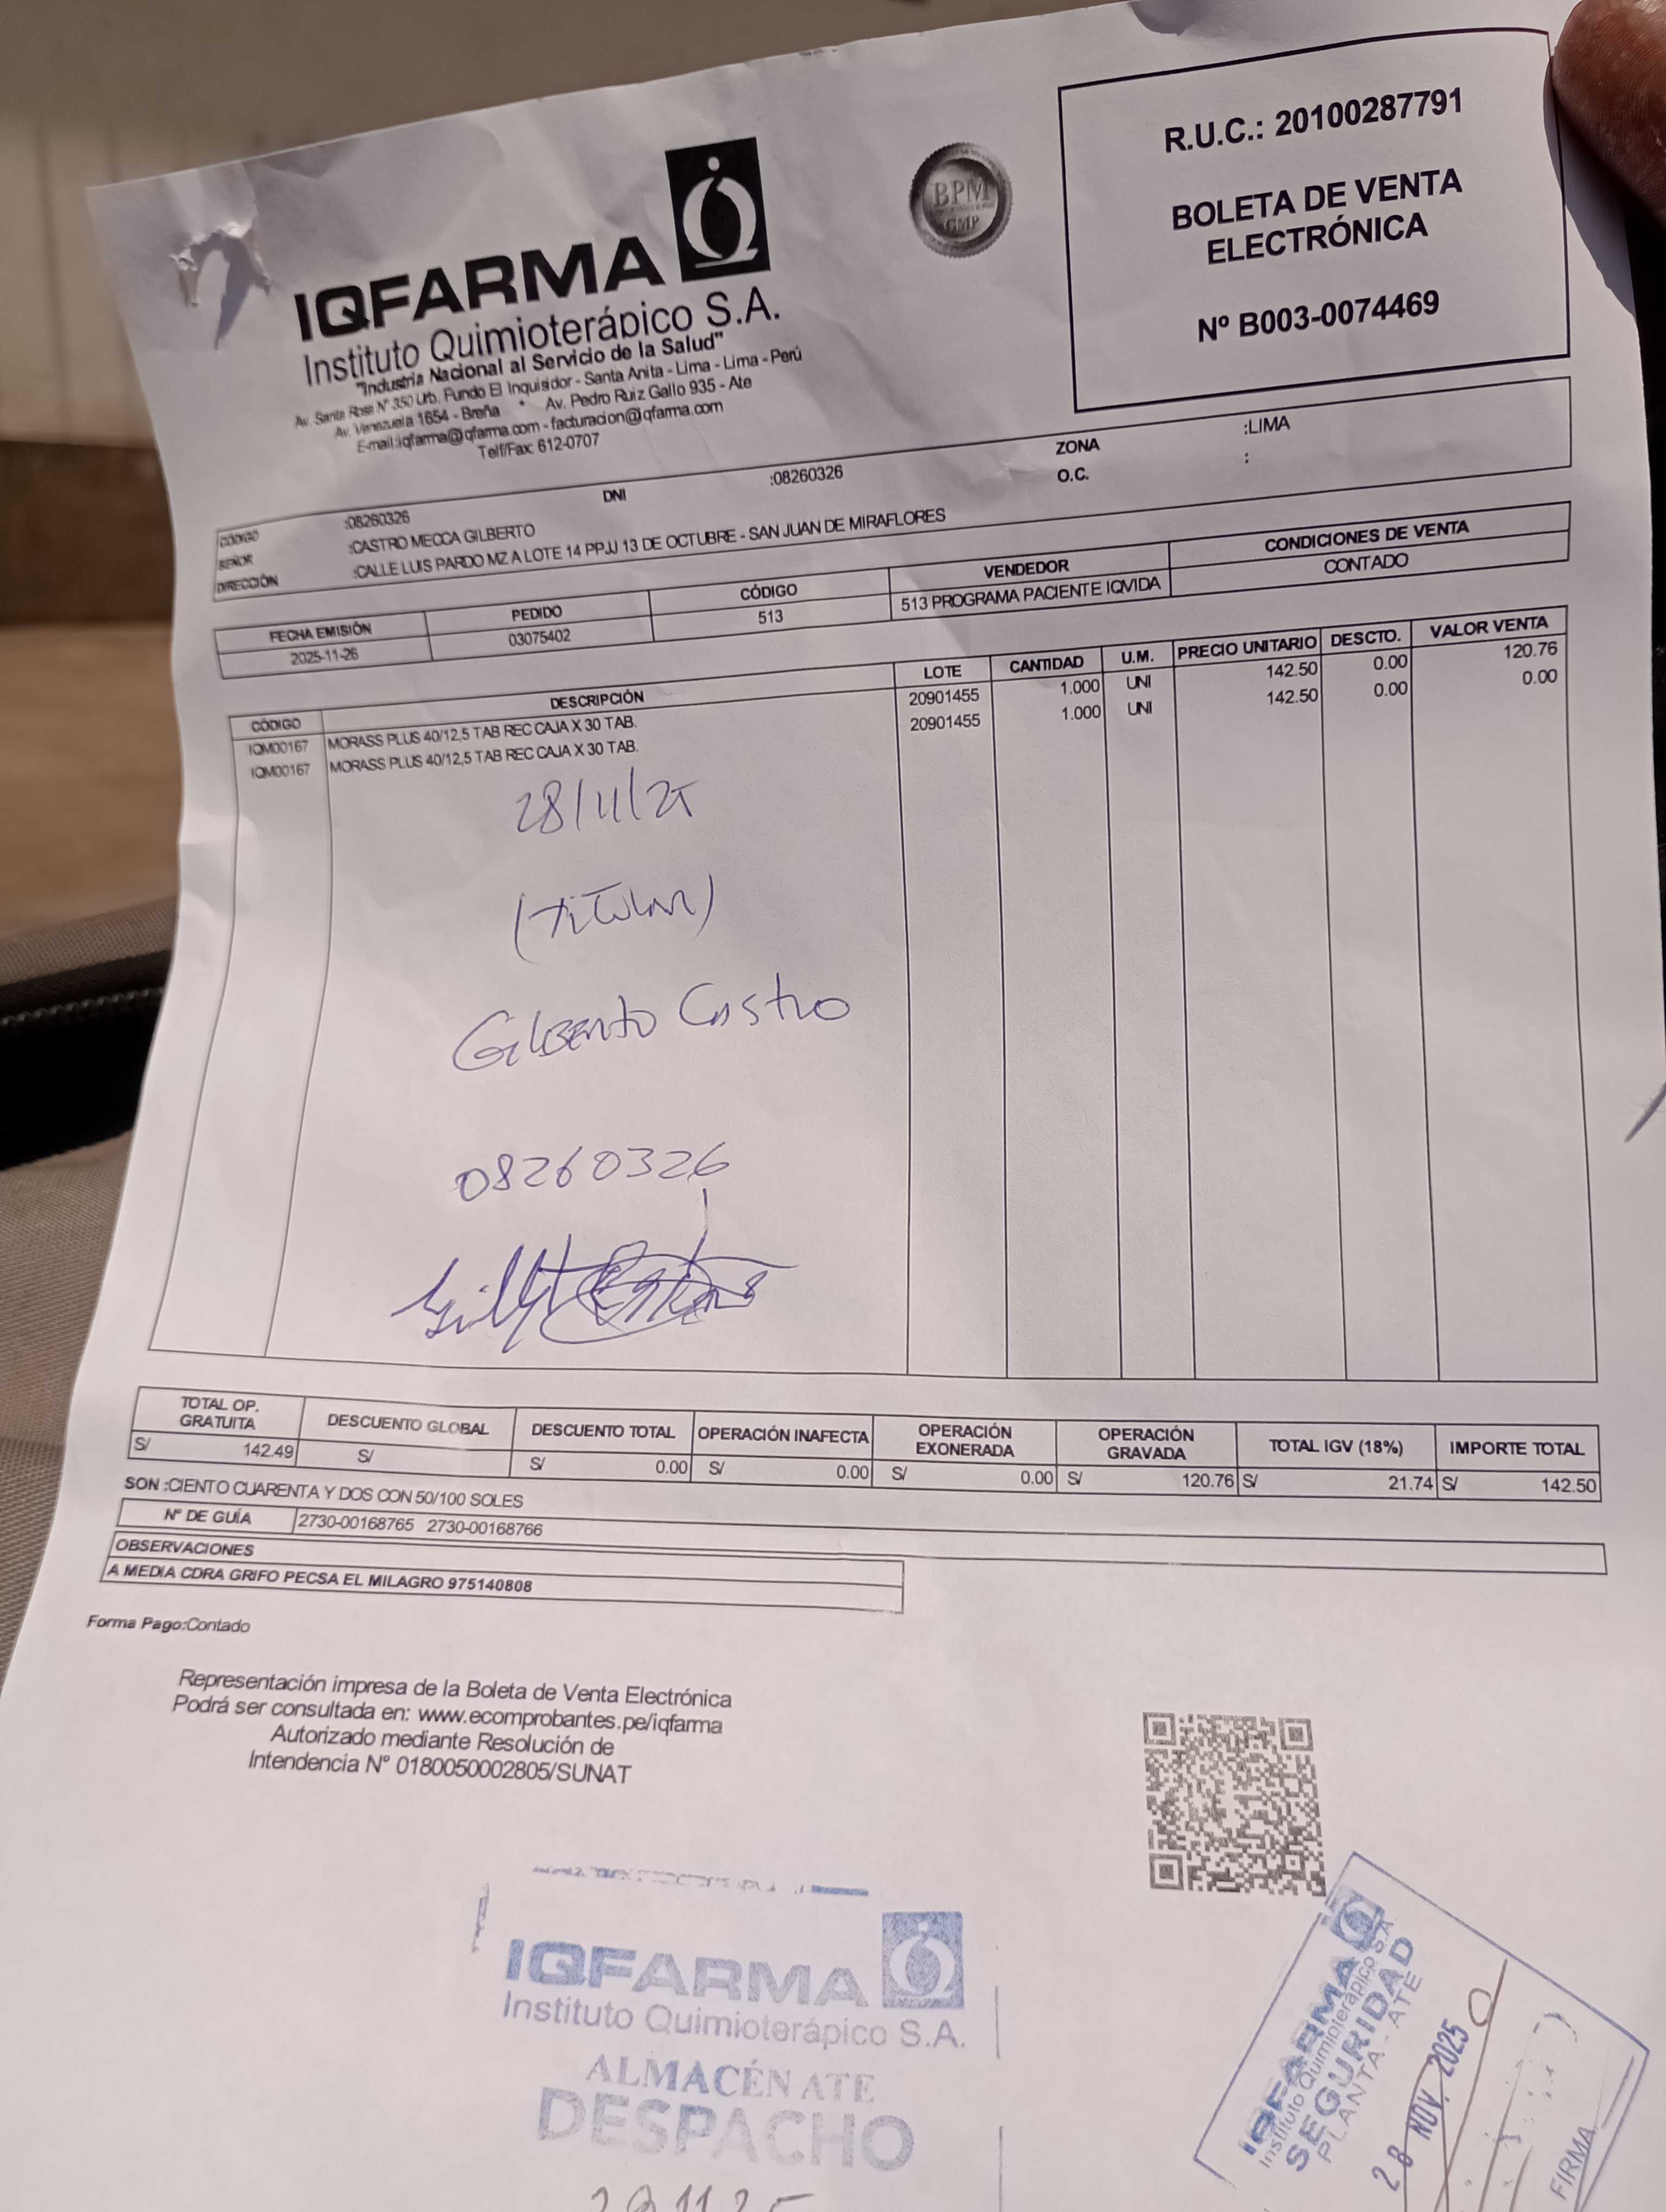 R.U.C.: 20100287791
BOLETA DE VENTA
ELECTRÓNICA
Nº B003-0074469
BPM
GMP
IQFARMA
Instituto Quimioterápico S.A.
"Industria Nacional al Servicio de la Salud"
Av. Santa Rosa N° 350 Urb. Fundo El Inquisidor - Santa Anita - Lima - Lima - Perú
Av. Venezuela 1654 - Breña * Av. Pedro Ruiz Gallo 935 - Ate
E-mail:iqfarma@iqfarma.com - facturacion@iqfarma.com
Telf/Fax: 612-0707
CÓDIGO :08260326 DNI :08260326 ZONA :LIMA
SEÑOR :CASTRO MECCA GILBERTO O.C. :
DIRECCIÓN :CALLE LUIS PARDO MZ A LOTE 14 PPJJ 13 DE OCTUBRE - SAN JUAN DE MIRAFLORES
FECHA EMISIÓN PEDIDO CÓDIGO VENDEDOR CONDICIONES DE VENTA
2025-11-26 03075402 513 513 PROGRAMA PACIENTE IQVIDA CONTADO
CÓDIGO DESCRIPCIÓN LOTE CANTIDAD U.M. PRECIO UNITARIO DESCTO. VALOR VENTA
IQM00167 MORASS PLUS 40/12,5 TAB REC CAJA X 30 TAB. 20901455 1.000 UNI 142.50 0.00 120.76
IQM00167 MORASS PLUS 40/12,5 TAB REC CAJA X 30 TAB. 20901455 1.000 UNI 142.50 0.00 0.00
28/11/25
(Titular)
Gilberto Castro
08260326
TOTAL OP. GRATUITA DESCUENTO GLOBAL DESCUENTO TOTAL OPERACIÓN INAFECTA OPERACIÓN EXONERADA OPERACIÓN GRAVADA TOTAL IGV (18%) IMPORTE TOTAL
S/ 142.49 S/ S/ 0.00 S/ 0.00 S/ 0.00 S/ 120.76 S/ 21.74 S/ 142.50
SON :CIENTO CUARENTA Y DOS CON 50/100 SOLES
N° DE GUÍA 2730-00168765 2730-00168766
OBSERVACIONES
A MEDIA CDRA GRIFO PECSA EL MILAGRO 975140808
Forma Pago:Contado
Representación impresa de la Boleta de Venta Electrónica
Podrá ser consultada en: www.ecomprobantes.pe/iqfarma
Autorizado mediante Resolución de
Intendencia N° 0180050002805/SUNAT
IQFARMA
Instituto Quimioterápico S.A.
ALMACÉN ATE
DESPACHO
IQFARMA
Instituto Quimioterápico S.A
SEGURIDAD
PLANTA - ATE
28 NOV. 2025
FIRMA